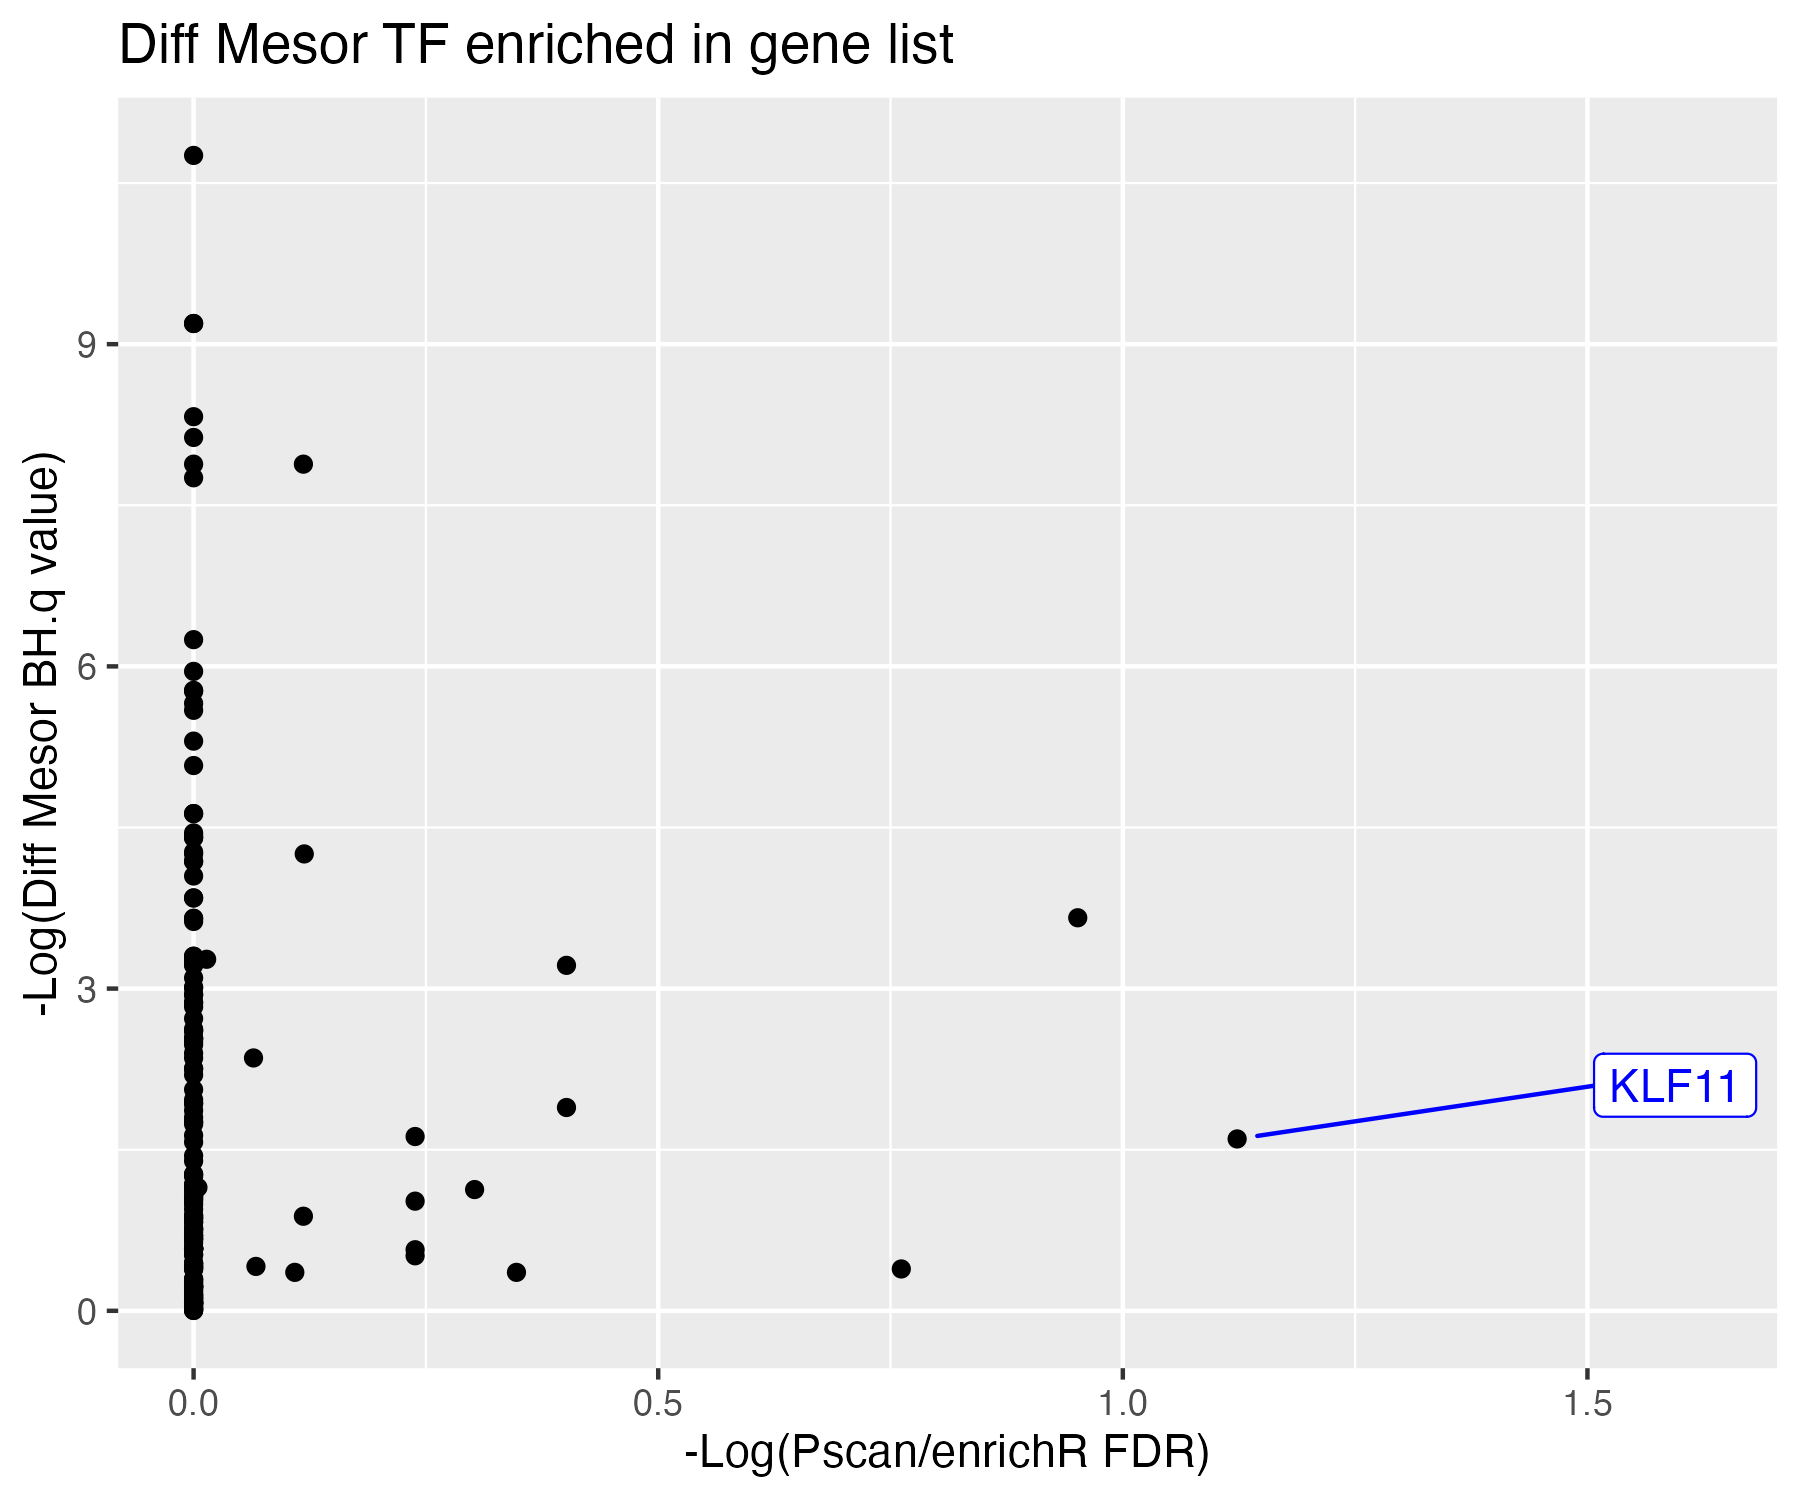 Diff Mesor TF enriched in gene list
-Log(Diff Mesor BH.q value)
9
6
3
0
KLF11
0.0 0.5 1.0 1.5
-Log(Pscan/enrichR FDR)